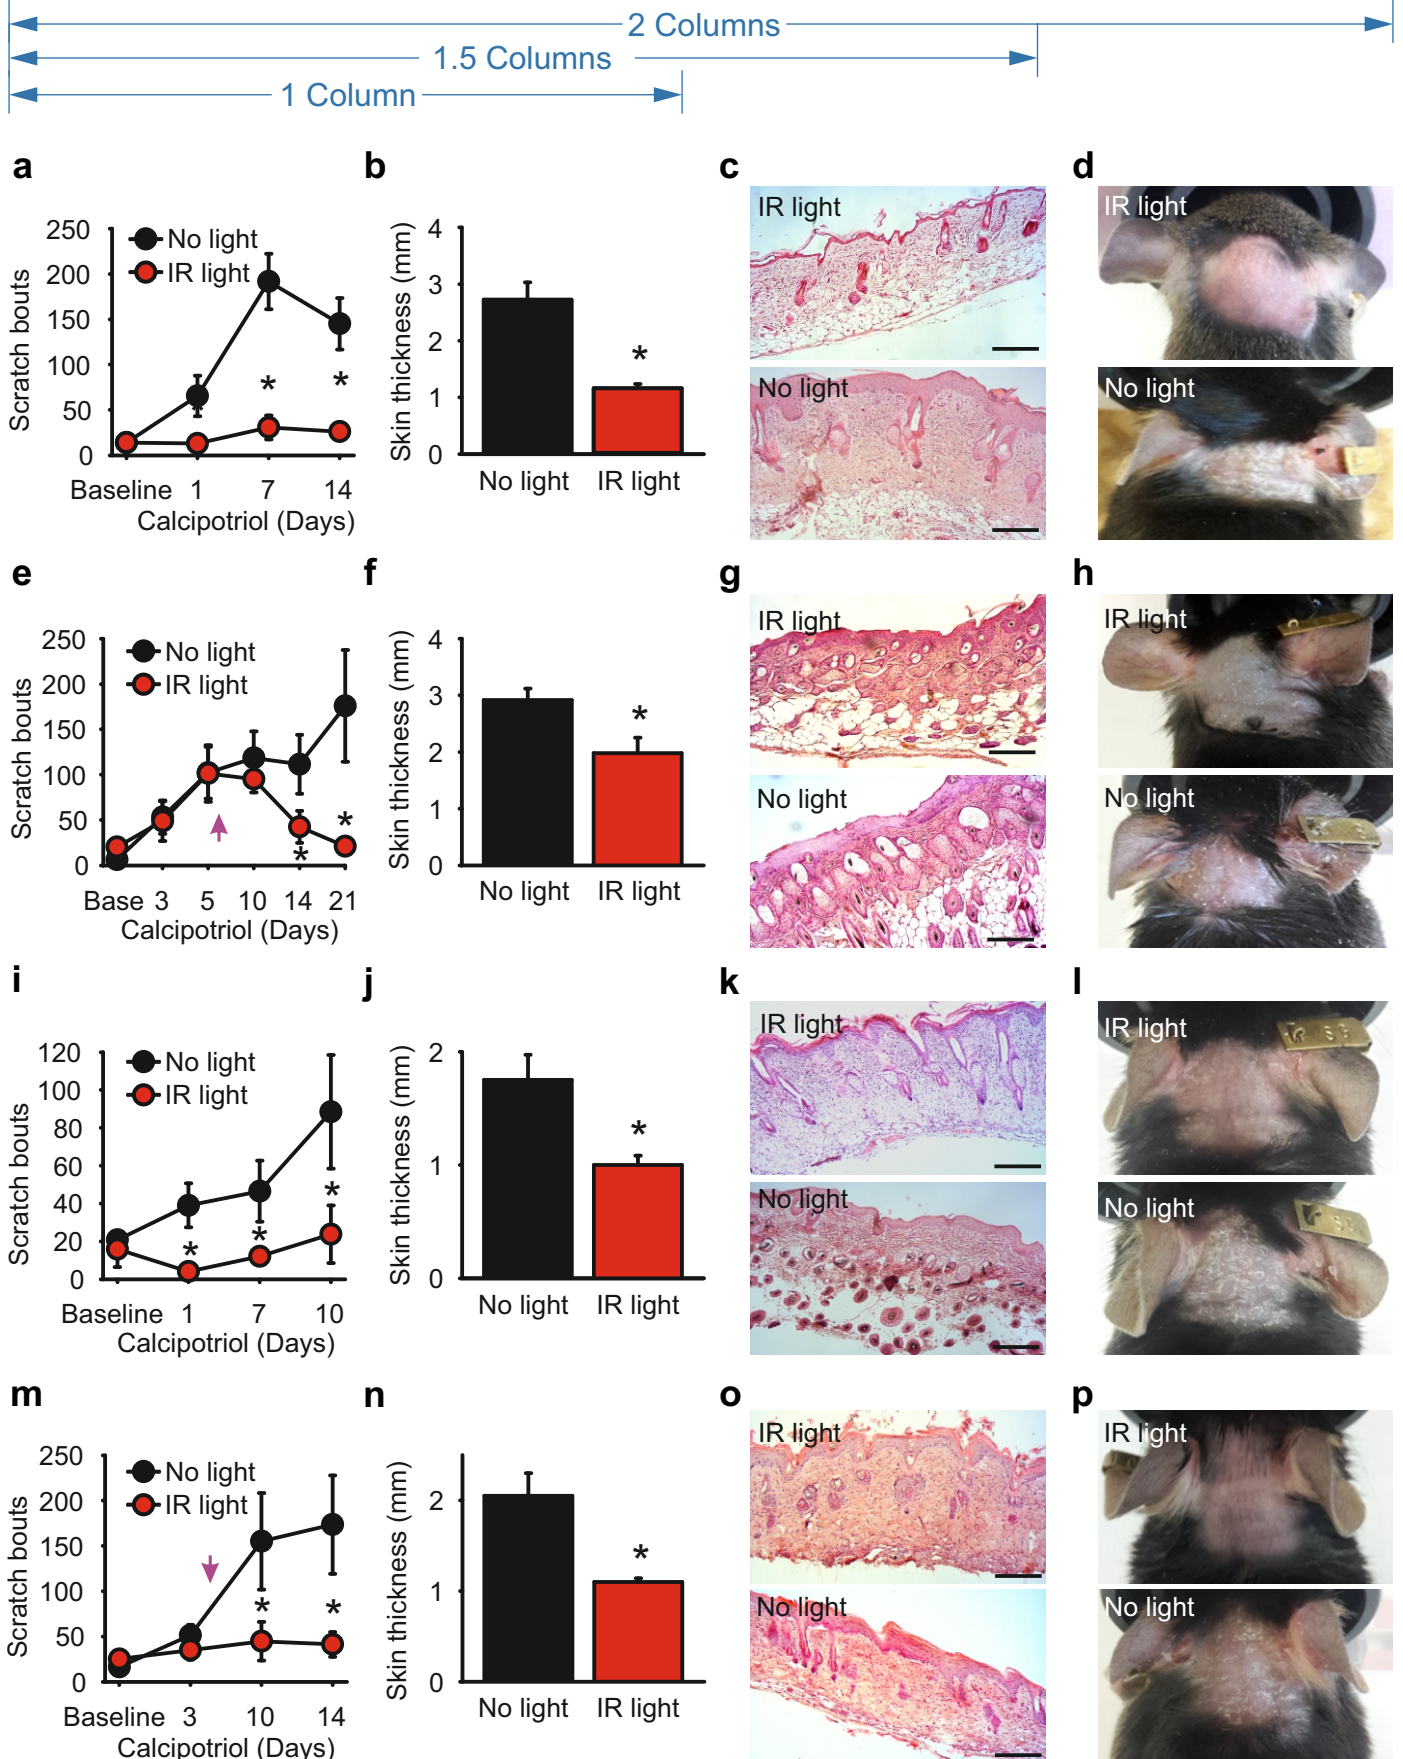 2 Columns
1.5 Columns
1 Column
a
b
c
d
250
200
150
100
50
0
Scratch bouts
No light
IR light
*
*
Baseline 1 7 14
Calcipotriol (Days)
4
3
2
1
0
Skin thickness (mm)
*
No light IR light
IR light
No light
IR light
No light
e
f
g
h
250
200
150
100
50
0
Scratch bouts
No light
IR light
*
*
Base 3 5 10 14 21
Calcipotriol (Days)
4
3
2
1
0
Skin thickness (mm)
*
No light IR light
IR light
No light
IR light
No light
i
j
k
l
120
100
80
60
40
20
0
Scratch bouts
No light
IR light
*
*
*
Baseline 1 7 10
Calcipotriol (Days)
2
1
0
Skin thickness (mm)
*
No light IR light
IR light
No light
IR light
No light
m
n
o
p
250
200
150
100
50
0
Scratch bouts
No light
IR light
*
*
Baseline 3 10 14
Calcipotriol (Days)
2
1
0
Skin thickness (mm)
*
No light IR light
IR light
No light
IR light
No light